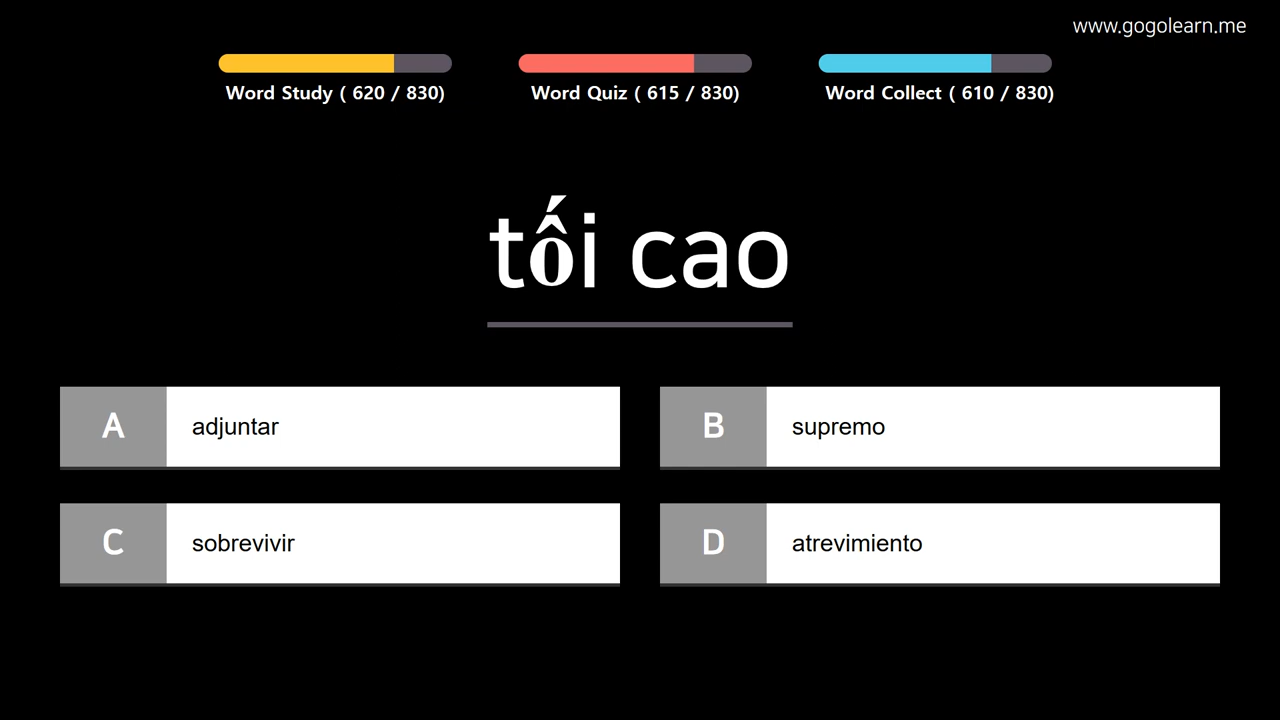 www.gogolearn.me
Word Study ( 620 / 830)
Word Quiz ( 615 / 830)
Word Collect ( 610 / 830)
tối cao
A adjuntar
B supremo
C sobrevivir
D atrevimiento